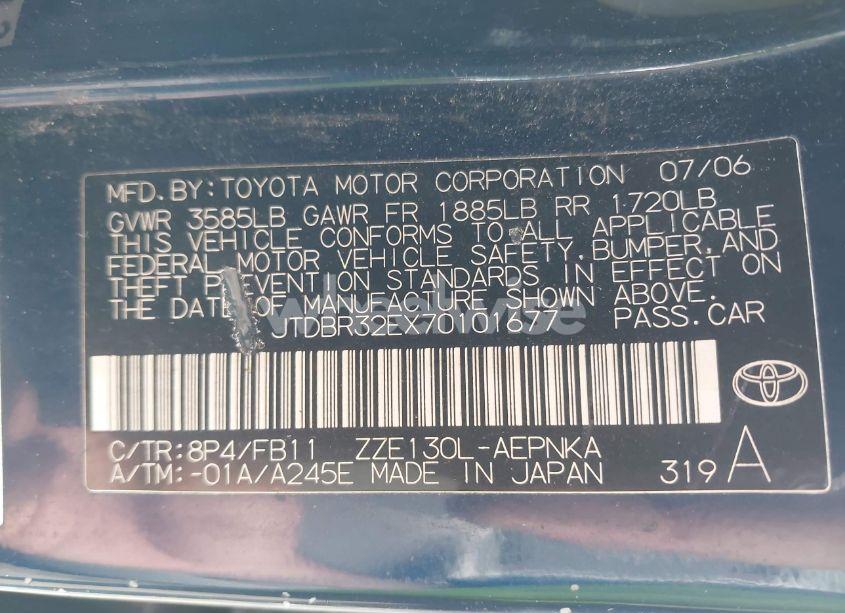 MFD. BY: TOYOTA MOTOR CORPORATION 07/06
GVWR 3585LB GAWR FR 1885LB RR 1720LB
THIS VEHICLE CONFORMS TO ALL APPLICABLE
FEDERAL MOTOR VEHICLE SAFETY, BUMPER, AND
THEFT PREVENTION STANDARDS IN EFFECT ON
THE DATE OF MANUFACTURE SHOWN ABOVE.
JTDBR32EX70101677 PASS.CAR
C/TR:8P4/FB11 ZZE130L-AEPNKA
A/TM:-01A/A245E MADE IN JAPAN 319 A